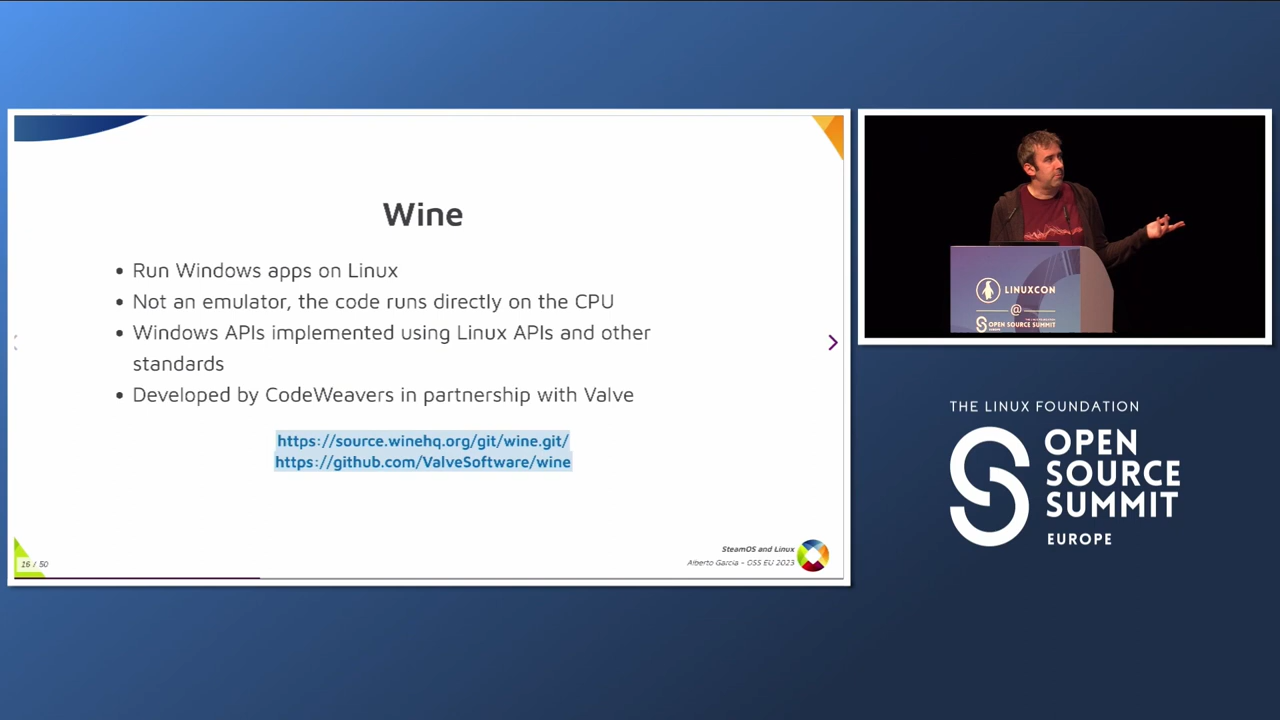 Wine
• Run Windows apps on Linux
• Not an emulator, the code runs directly on the CPU
• Windows APIs implemented using Linux APIs and other
standards
• Developed by CodeWeavers in partnership with Valve
https://source.winehq.org/git/wine.git/
https://github.com/ValveSoftware/wine
16 / 50
SteamOS and Linux
Alberto Garcia – OSS EU 2023
LINUXCON
@
THE LINUX FOUNDATION
OPEN SOURCE SUMMIT
THE LINUX FOUNDATION
OPEN
SOURCE
SUMMIT
EUROPE